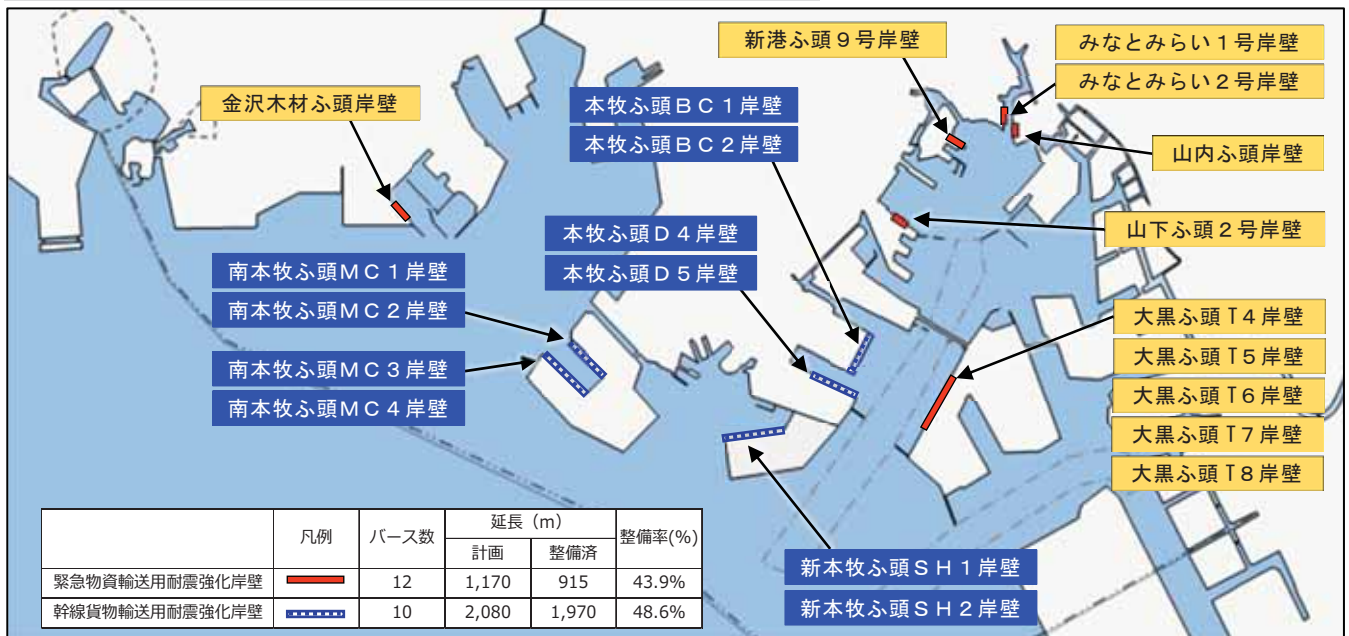 新港ふ頭９号岸壁
みなとみらい１号岸壁
みなとみらい２号岸壁
金沢木材ふ頭岸壁
本牧ふ頭ＢＣ１岸壁
本牧ふ頭ＢＣ２岸壁
山内ふ頭岸壁
本牧ふ頭Ｄ４岸壁
本牧ふ頭Ｄ５岸壁
山下ふ頭２号岸壁
南本牧ふ頭ＭＣ１岸壁
南本牧ふ頭ＭＣ２岸壁
南本牧ふ頭ＭＣ３岸壁
南本牧ふ頭ＭＣ４岸壁
大黒ふ頭Ｔ４岸壁
大黒ふ頭Ｔ５岸壁
大黒ふ頭Ｔ６岸壁
大黒ふ頭Ｔ７岸壁
大黒ふ頭Ｔ８岸壁
新本牧ふ頭ＳＨ１岸壁
新本牧ふ頭ＳＨ２岸壁
凡例 バース数 延長（m） 整備率(%)
計画 整備済
緊急物資輸送用耐震強化岸壁 12 1,170 915 43.9%
幹線貨物輸送用耐震強化岸壁 10 2,080 1,970 48.6%